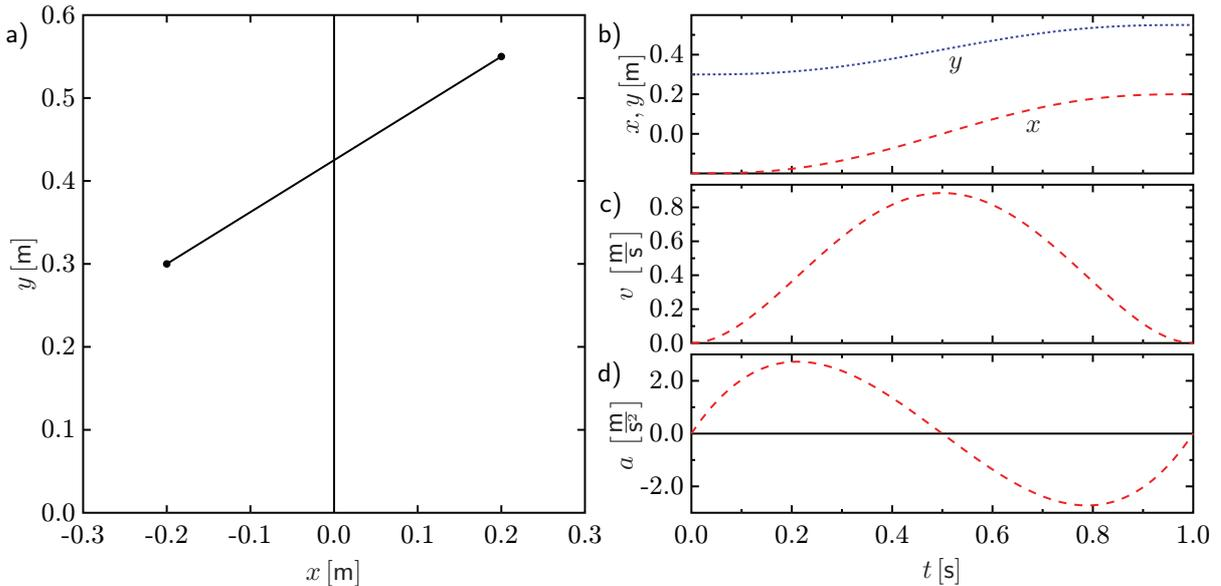 a)
0.6
0.5
0.4
0.3
0.2
0.1
0.0
y [m]
-0.3 -0.2 -0.1 0.0 0.1 0.2 0.3
x [m]
b)
0.4
0.2
0.0
x, y [m]
y
x
c)
0.8
0.6
0.4
0.2
0.0
v [m/s]
d)
2.0
0.0
-2.0
a [m/s²]
0.0 0.2 0.4 0.6 0.8 1.0
t [s]